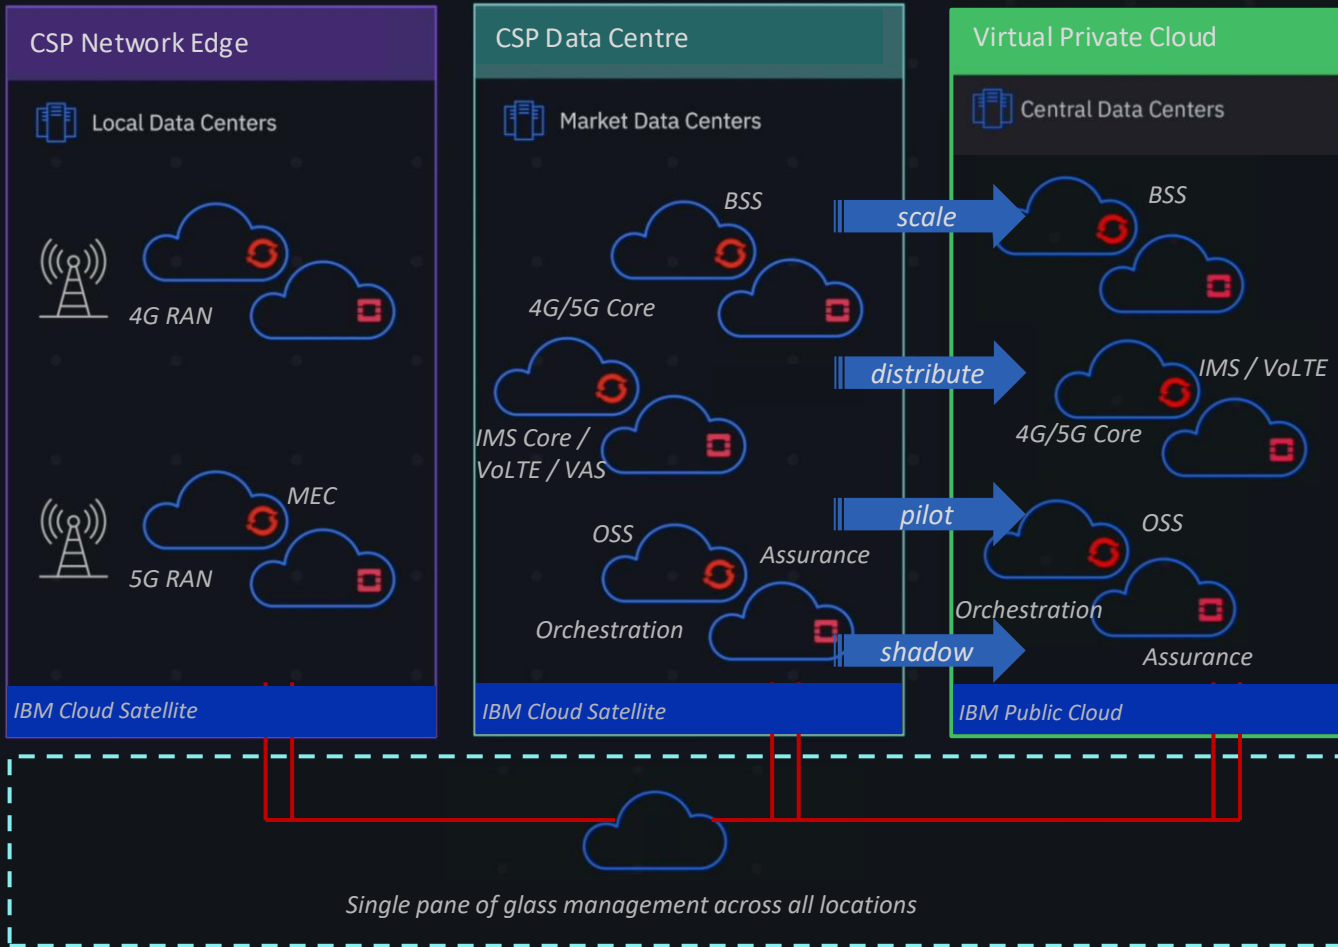 CSP Network Edge
Local Data Centers
4G RAN
MEC
5G RAN
IBM Cloud Satellite
CSP Data Centre
Market Data Centers
BSS
4G/5G Core
IMS Core /
VoLTE / VAS
OSS
Assurance
Orchestration
IBM Cloud Satellite
scale
distribute
pilot
shadow
Virtual Private Cloud
Central Data Centers
BSS
IMS / VoLTE
4G/5G Core
OSS
Orchestration
Assurance
IBM Public Cloud
Single pane of glass management across all locations